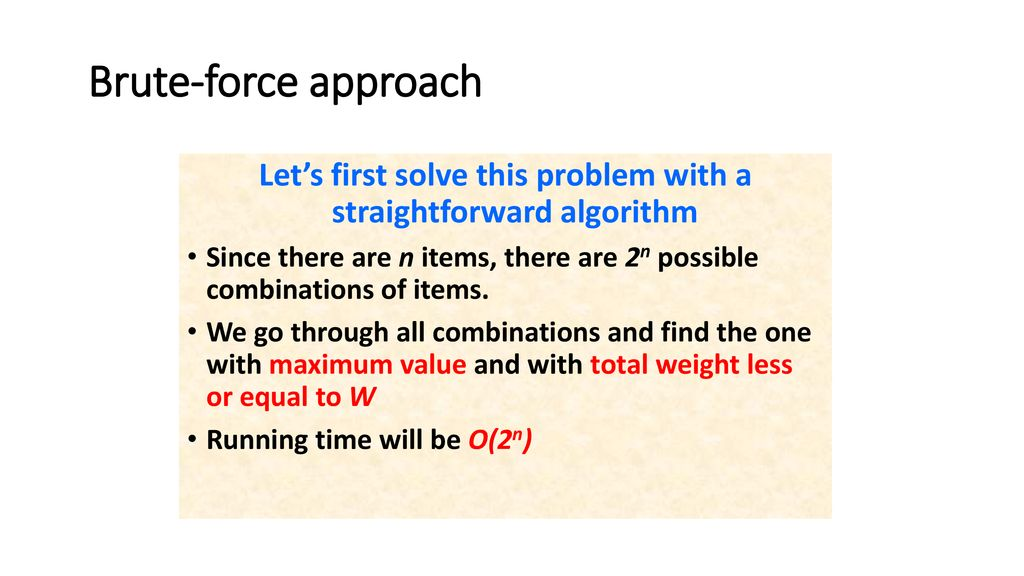 Brute-force approach
Let’s first solve this problem with a
straightforward algorithm
• Since there are n items, there are 2ⁿ possible
combinations of items.
• We go through all combinations and find the one
with maximum value and with total weight less
or equal to W
• Running time will be O(2ⁿ)